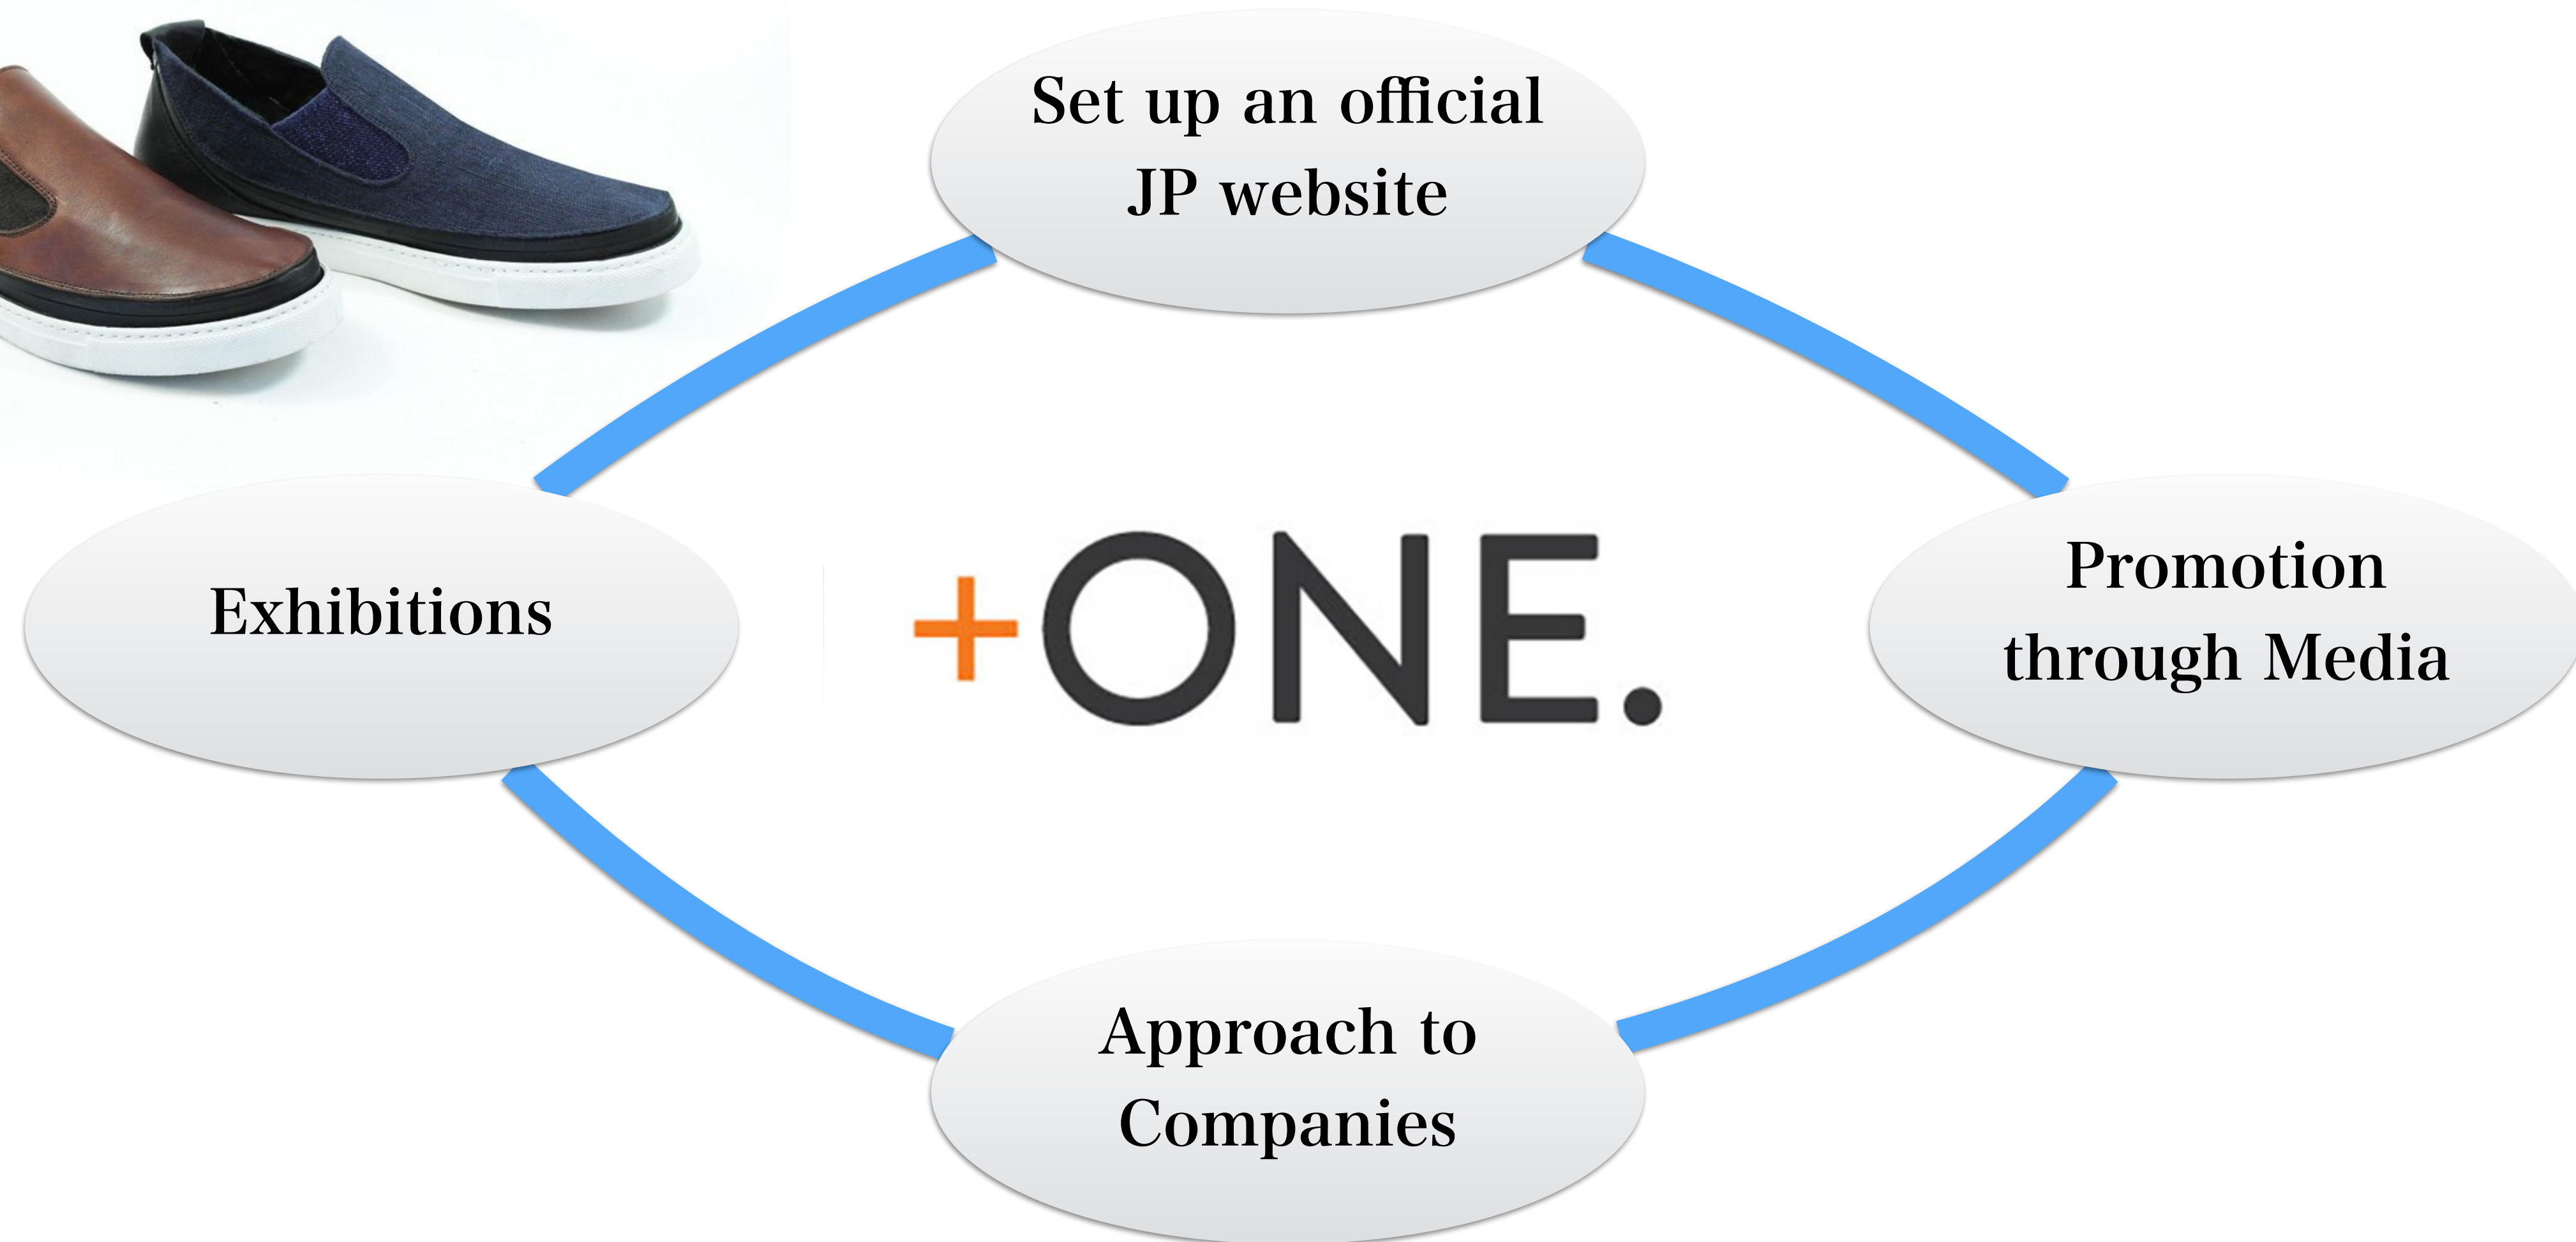 Set up an official
JP website
Exhibitions
+ONE.
Promotion
through Media
Approach to
Companies